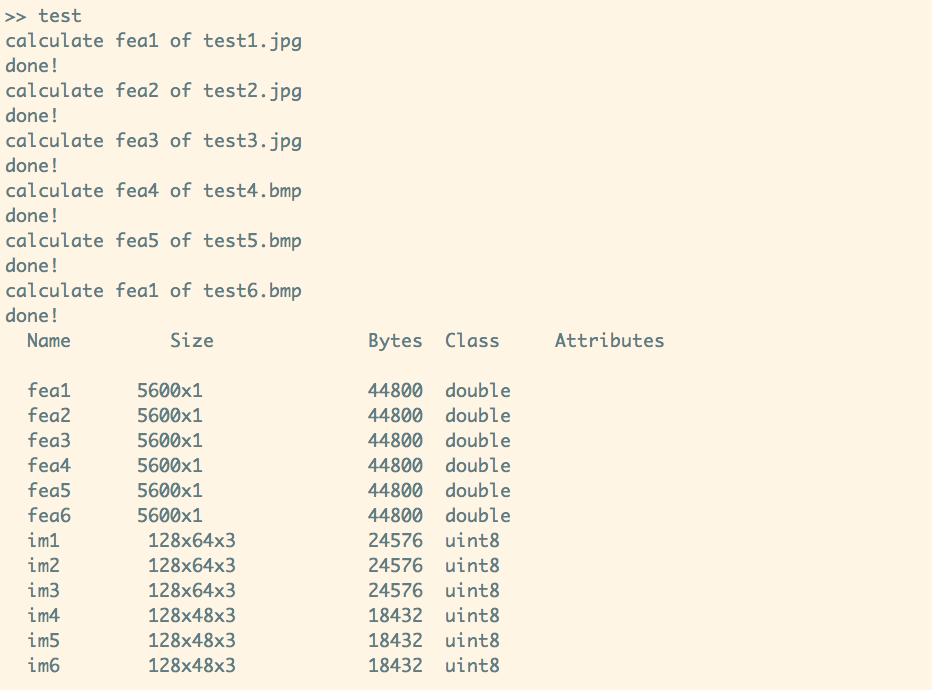 >> test
calculate fea1 of test1.jpg
done!
calculate fea2 of test2.jpg
done!
calculate fea3 of test3.jpg
done!
calculate fea4 of test4.bmp
done!
calculate fea5 of test5.bmp
done!
calculate fea1 of test6.bmp
done!
Name Size Bytes Class Attributes
fea1 5600x1 44800 double
fea2 5600x1 44800 double
fea3 5600x1 44800 double
fea4 5600x1 44800 double
fea5 5600x1 44800 double
fea6 5600x1 44800 double
im1 128x64x3 24576 uint8
im2 128x64x3 24576 uint8
im3 128x64x3 24576 uint8
im4 128x48x3 18432 uint8
im5 128x48x3 18432 uint8
im6 128x48x3 18432 uint8